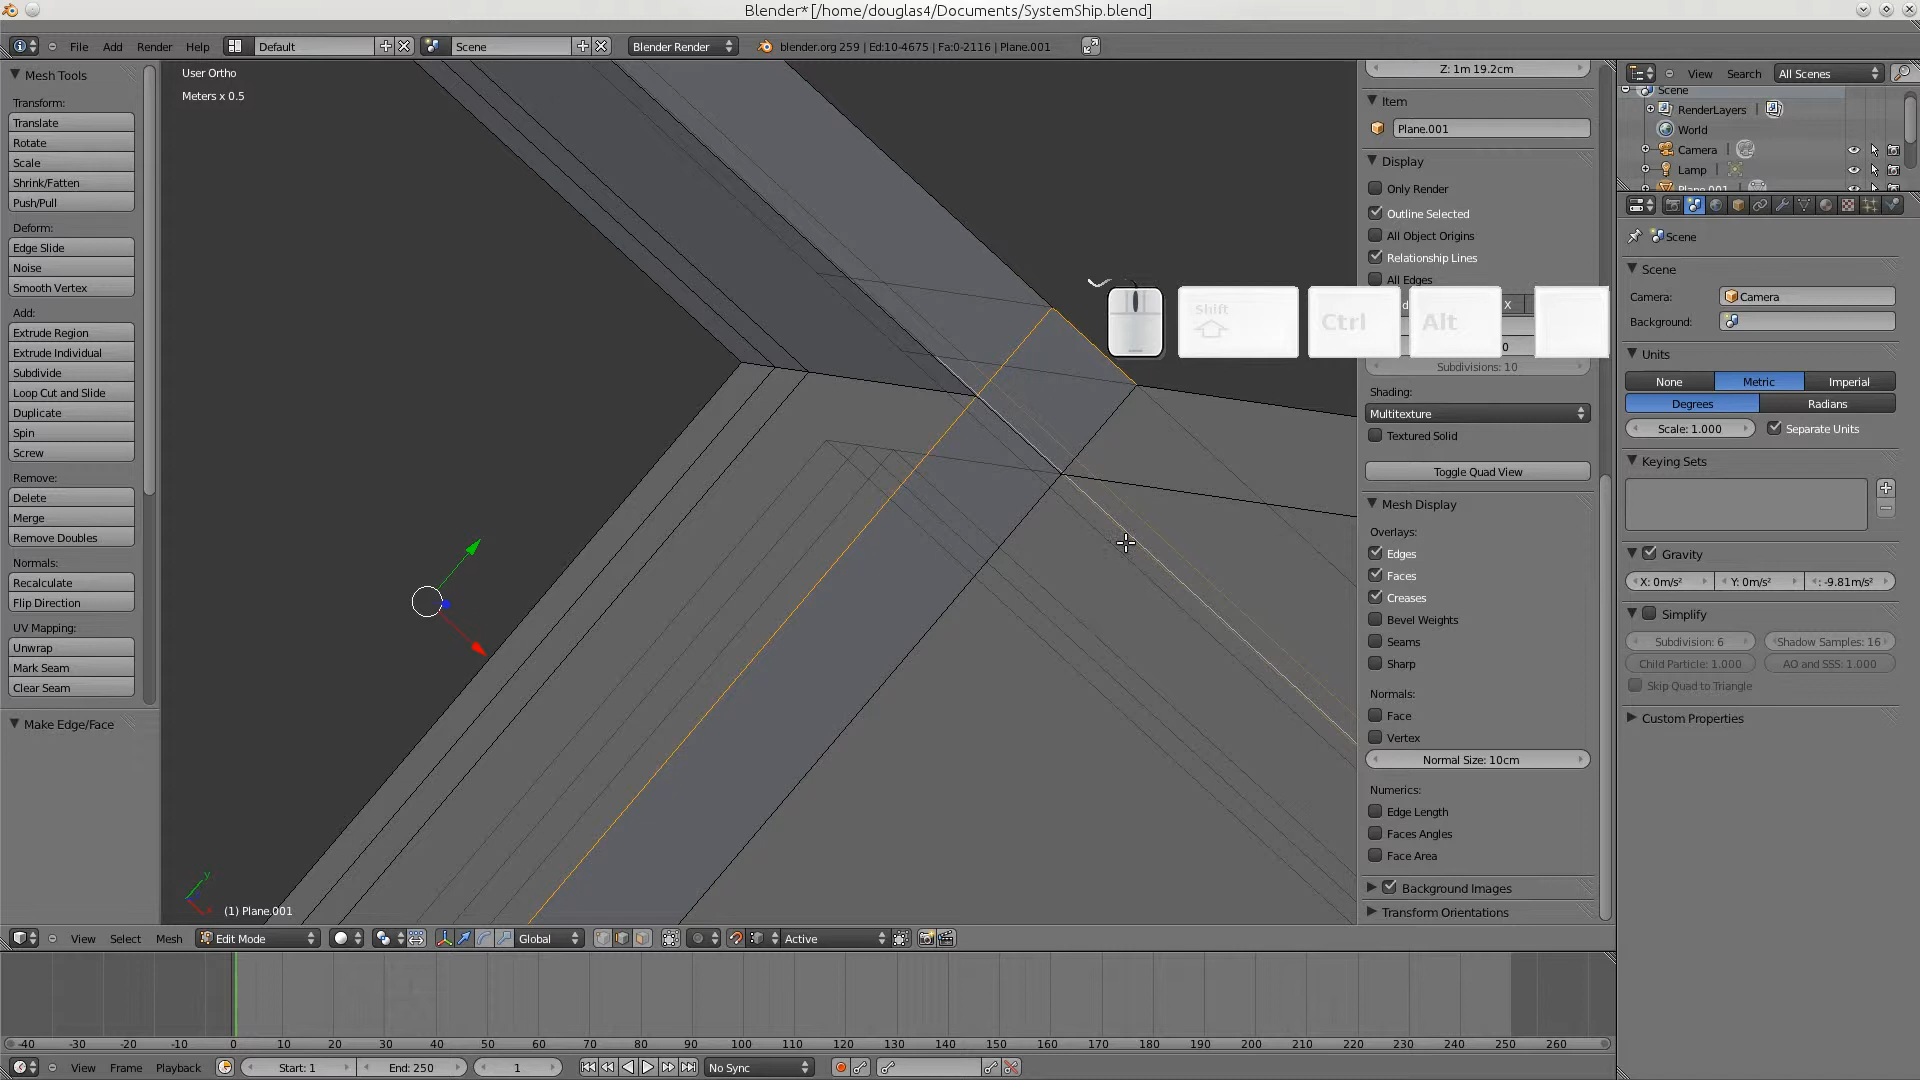 Blender* [/home/douglas4/Documents/SystemShip.blend]
File Add Render Help Default Scene Blender Render blender.org 259 | Ed:10-4675 | Fa:0-2116 | Plane.001
Mesh Tools
Transform:
Translate
Rotate
Scale
Shrink/Fatten
Push/Pull
Deform:
Edge Slide
Noise
Smooth Vertex
Add:
Extrude Region
Extrude Individual
Subdivide
Loop Cut and Slide
Duplicate
Spin
Screw
Remove:
Delete
Merge
Remove Doubles
Normals:
Recalculate
Flip Direction
UV Mapping:
Unwrap
Mark Seam
Clear Seam
Make Edge/Face
User Ortho
Meters x 0.5
Shift
Ctrl
Alt
y
x
(1) Plane.001
Z: 1m 19.2cm
Item
Plane.001
Display
Only Render
Outline Selected
All Object Origins
Relationship Lines
All Edges
X
Subdivisions: 10
Shading:
Multitexture
Textured Solid
Toggle Quad View
Mesh Display
Overlays:
Edges
Faces
Creases
Bevel Weights
Seams
Sharp
Normals:
Face
Vertex
Normal Size: 10cm
Numerics:
Edge Length
Faces Angles
Face Area
Background Images
Transform Orientations
View Search All Scenes
Scene
RenderLayers
World
Camera
Lamp
Plane.001
Scene
Scene
Camera: Camera
Background:
Units
None Metric Imperial
Degrees Radians
Scale: 1.000 Separate Units
Keying Sets
Gravity
X: 0m/s² Y: 0m/s² : -9.81m/s²
Simplify
Subdivision: 6 Shadow Samples: 16
Child Particle: 1.000 AO and SSS: 1.000
Skip Quad to Triangle
Custom Properties
View Select Mesh Edit Mode Global Active
-40 -30 -20 -10 0 10 20 30 40 50 60 70 80 90 100 110 120 130 140 150 160 170 180 190 200 210 220 230 240 250 260
View Frame Playback Start: 1 End: 250 1 No Sync